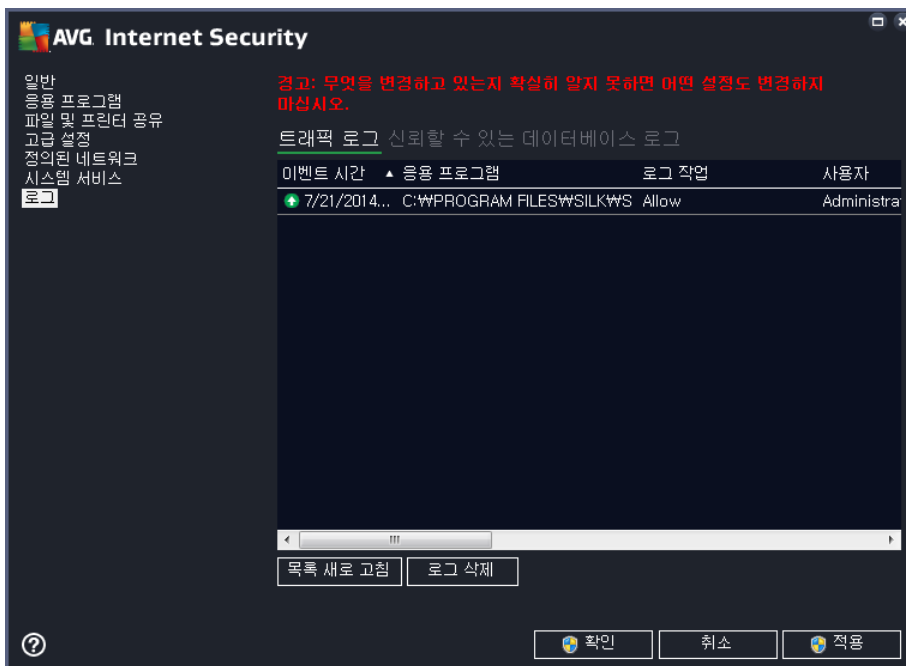 AVG. Internet Security
일반
응용 프로그램
파일 및 프린터 공유
고급 설정
정의된 네트워크
시스템 서비스
로그
경고: 무엇을 변경하고 있는지 확실히 알지 못하면 어떤 설정도 변경하지
마십시오.
트래픽 로그 신뢰할 수 있는 데이터베이스 로그
이벤트 시간 응용 프로그램 로그 작업 사용자
7/21/2014... C:₩PROGRAM FILES₩SILK₩S Allow Administra
목록 새로 고침 로그 삭제
확인 취소 적용